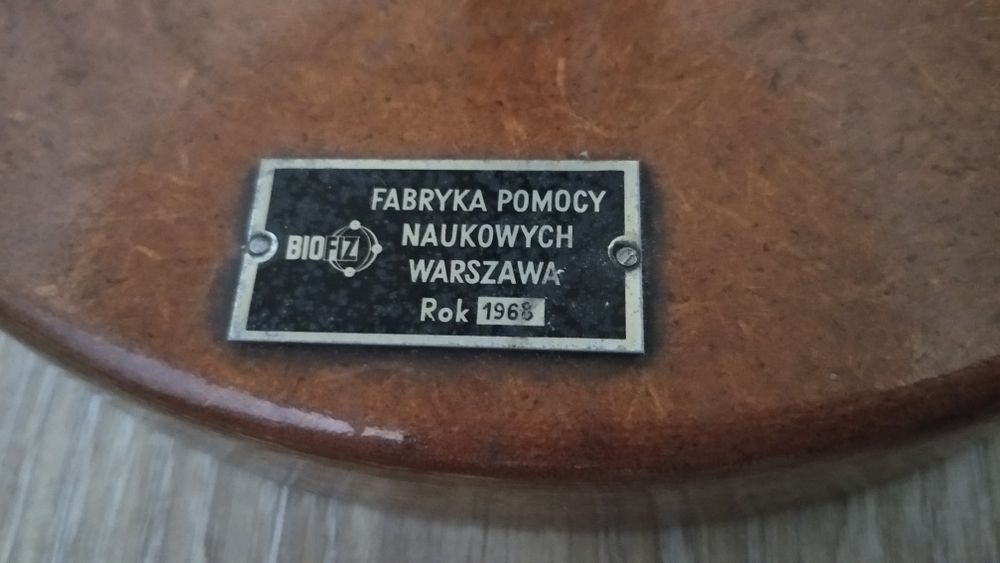 FABRYKA POMOCY
BIOFIZ NAUKOWYCH
WARSZAWA
Rok 1968